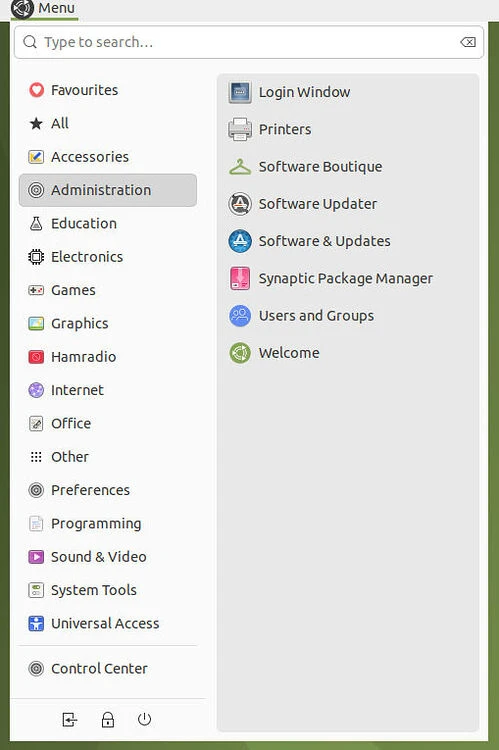 Menu
Type to search...
Favourites
All
Accessories
Administration
Education
Electronics
Games
Graphics
Hamradio
Internet
Office
Other
Preferences
Programming
Sound & Video
System Tools
Universal Access
Control Center
Login Window
Printers
Software Boutique
Software Updater
Software & Updates
Synaptic Package Manager
Users and Groups
Welcome